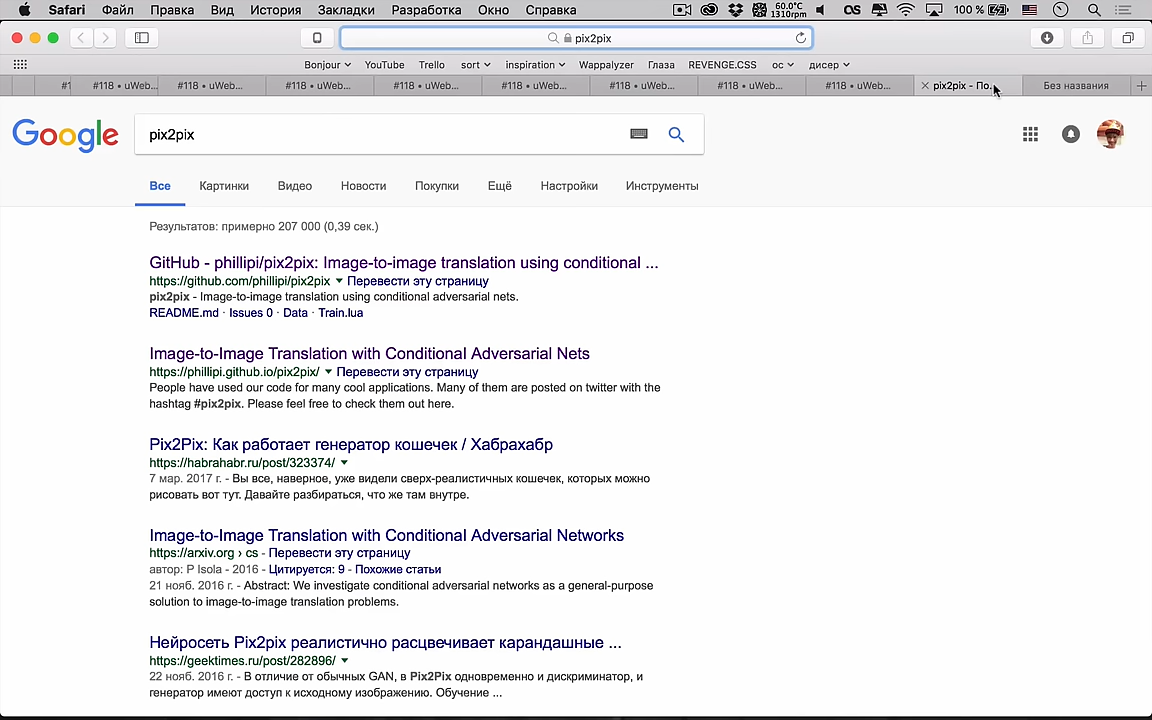 Safari Файл Правка Вид История Закладки Разработка Окно Справка 60.0°C 1310rpm 100 %
pix2pix
Bonjour YouTube Trello sort inspiration Wappalyzer Глаза REVENGE.CSS ос дисер
#1 #118 • uWeb... #118 • uWeb... #118 • uWeb... #118 • uWeb... #118 • uWeb... #118 • uWeb... #118 • uWeb... #118 • uWeb... pix2pix - По... Без названия
Google pix2pix
Все Картинки Видео Новости Покупки Ещё Настройки Инструменты
Результатов: примерно 207 000 (0,39 сек.)
GitHub - phillipi/pix2pix: Image-to-image translation using conditional ...
https://github.com/phillipi/pix2pix Перевести эту страницу
pix2pix - Image-to-image translation using conditional adversarial nets.
README.md · Issues 0 · Data · Train.lua
Image-to-Image Translation with Conditional Adversarial Nets
https://phillipi.github.io/pix2pix/ Перевести эту страницу
People have used our code for many cool applications. Many of them are posted on twitter with the
hashtag #pix2pix. Please feel free to check them out here.
Pix2Pix: Как работает генератор кошечек / Хабрахабр
https://habrahabr.ru/post/323374/
7 мар. 2017 г. - Вы все, наверное, уже видели сверх-реалистичных кошечек, которых можно
рисовать вот тут. Давайте разбираться, что же там внутре.
Image-to-Image Translation with Conditional Adversarial Networks
https://arxiv.org › cs - Перевести эту страницу
автор: P Isola - 2016 - Цитируется: 9 - Похожие статьи
21 нояб. 2016 г. - Abstract: We investigate conditional adversarial networks as a general-purpose
solution to image-to-image translation problems.
Нейросеть Pix2pix реалистично расцвечивает карандашные ...
https://geektimes.ru/post/282896/
22 нояб. 2016 г. - В отличие от обычных GAN, в Pix2Pix одновременно и дискриминатор, и
генератор имеют доступ к исходному изображению. Обучение ...